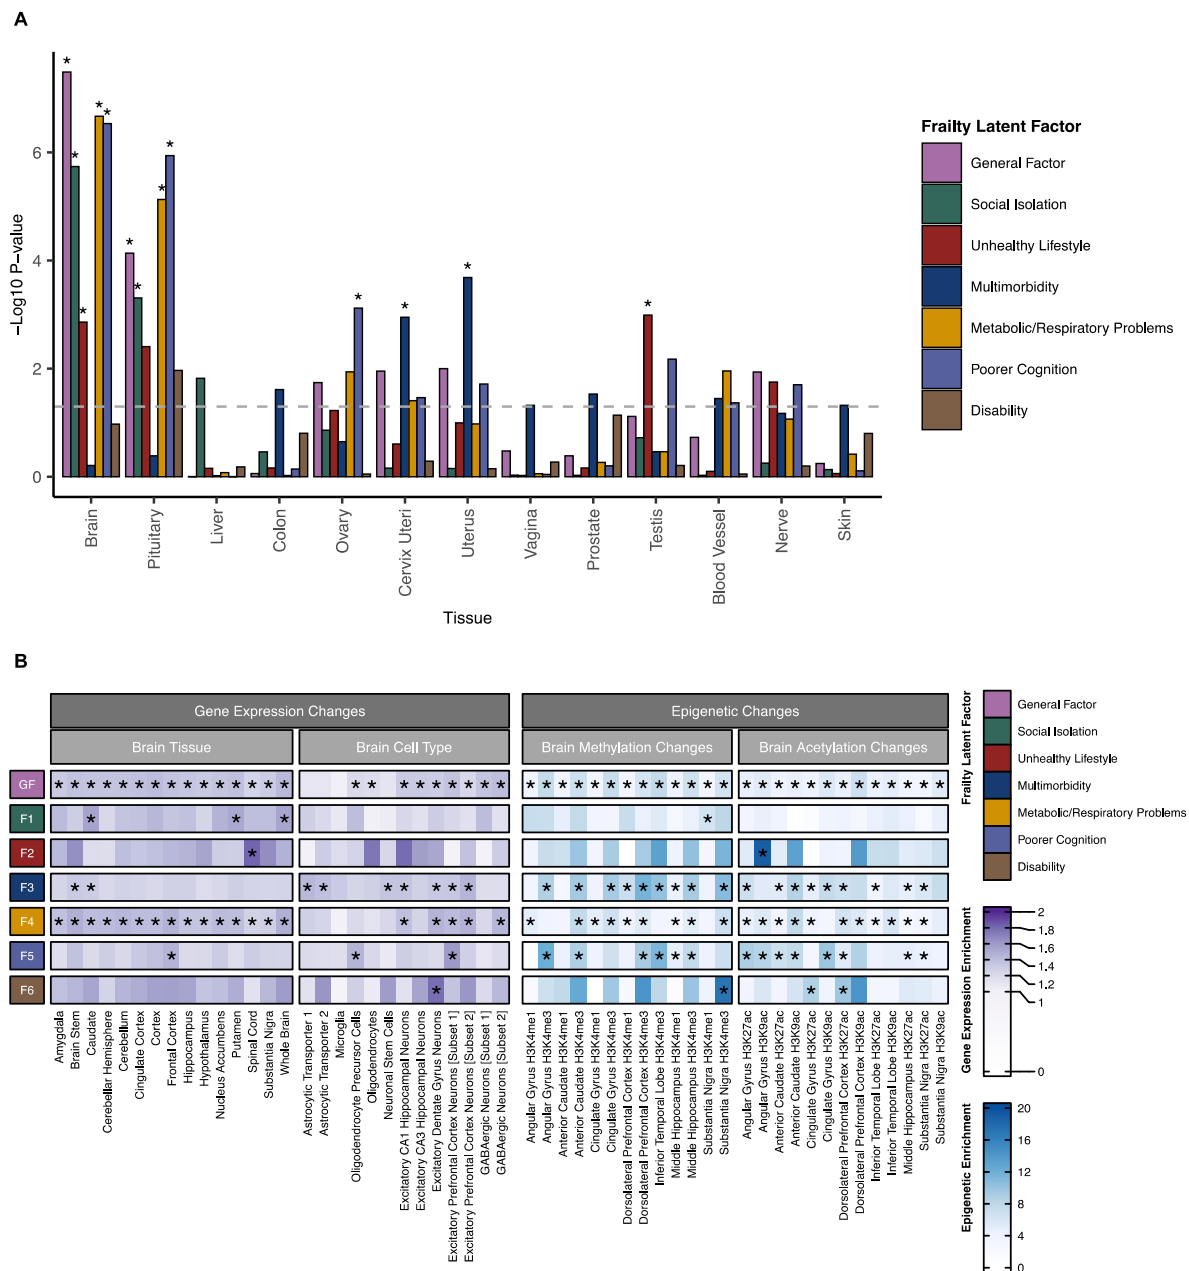 A
−Log10 P−value
6
4
2
0
* * * * *
* * * *
* * * *
Brain
Pituitary
Liver
Colon
Ovary
Cervix Uteri
Uterus
Vagina
Prostate
Testis
Blood Vessel
Nerve
Skin
Tissue
Frailty Latent Factor
General Factor
Social Isolation
Unhealthy Lifestyle
Multimorbidity
Metabolic/Respiratory Problems
Poorer Cognition
Disability
B
Gene Expression Changes
Epigenetic Changes
Brain Tissue
Brain Cell Type
Brain Methylation Changes
Brain Acetylation Changes
GF
F1
F2
F3
F4
F5
F6
Amygdala
Brain Stem
Caudate
Cerebellar Hemisphere
Cerebellum
Cingulate Cortex
Cortex
Frontal Cortex
Hippocampus
Hypothalamus
Nucleus Accumbens
Putamen
Spinal Cord
Substantia Nigra
Whole Brain
Astrocytic Transporter 1
Astrocytic Transporter 2
Microglia
Oligodendrocyte Precursor Cells
Oligodendrocytes
Neuronal Stem Cells
Excitatory CA1 Hippocampal Neurons
Excitatory CA3 Hippocampal Neurons
Excitatory Dentate Gyrus Neurons
Excitatory Prefrontal Cortex Neurons [Subset 1]
Excitatory Prefrontal Cortex Neurons [Subset 2]
GABAergic Neurons [Subset 1]
GABAergic Neurons [Subset 2]
Angular Gyrus H3K4me1
Angular Gyrus H3K4me3
Anterior Caudate H3K4me1
Anterior Caudate H3K4me3
Cingulate Gyrus H3K4me1
Cingulate Gyrus H3K4me3
Dorsolateral Prefrontal Cortex H3K4me1
Dorsolateral Prefrontal Cortex H3K4me3
Inferior Temporal Lobe H3K4me3
Middle Hippocampus H3K4me1
Middle Hippocampus H3K4me3
Substantia Nigra H3K4me1
Substantia Nigra H3K4me3
Angular Gyrus H3K27ac
Angular Gyrus H3K9ac
Anterior Caudate H3K27ac
Anterior Caudate H3K9ac
Cingulate Gyrus H3K27ac
Cingulate Gyrus H3K9ac
Dorsolateral Prefrontal Cortex H3K27ac
Dorsolateral Prefrontal Cortex H3K9ac
Inferior Temporal Lobe H3K27ac
Inferior Temporal Lobe H3K9ac
Middle Hippocampus H3K27ac
Substantia Nigra H3K27ac
Substantia Nigra H3K9ac
Frailty Latent Factor
General Factor
Social Isolation
Unhealthy Lifestyle
Multimorbidity
Metabolic/Respiratory Problems
Poorer Cognition
Disability
Gene Expression Enrichment
2
1.8
1.6
1.4
1.2
1
0
Epigenetic Enrichment
20
16
12
8
4
0